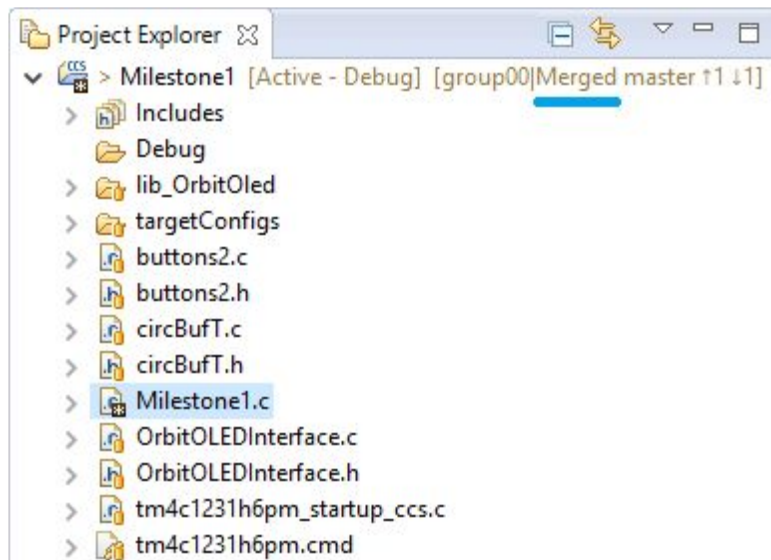 Project Explorer
CCS > Milestone1 [Active - Debug] [group00|Merged master ↑1 ↓1]
Includes
Debug
lib_OrbitOled
targetConfigs
buttons2.c
buttons2.h
circBufT.c
circBufT.h
Milestone1.c
OrbitOLEDInterface.c
OrbitOLEDInterface.h
tm4c1231h6pm_startup_ccs.c
tm4c1231h6pm.cmd